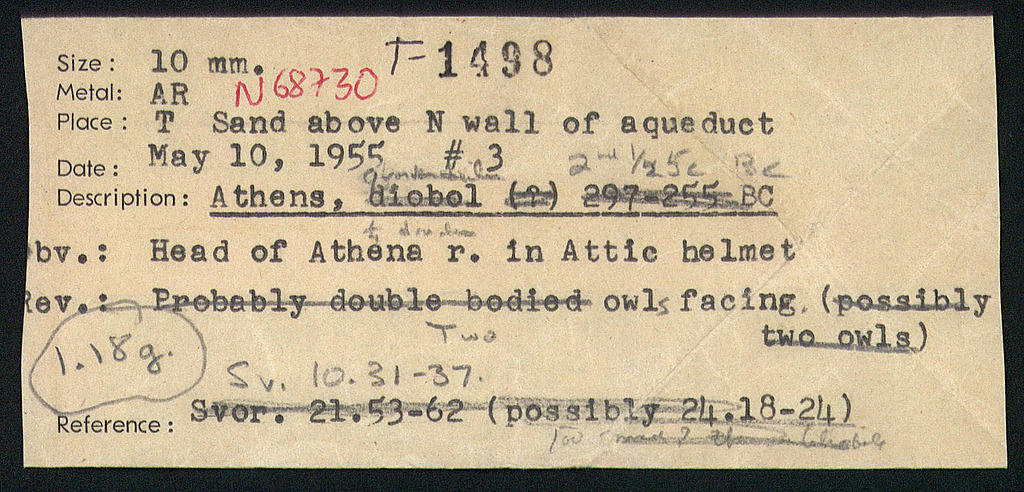 Size: 10 mm. T-1498
Metal: AR N68730
Place: T Sand above N wall of aqueduct
Date: May 10, 1955 # 3 2nd 1/2 5c BC
Description: Athens, diobol (?) 297-255 BC
bv.: Head of Athena r. in Attic helmet
Rev.: Probably double bodied owls facing. (possibly
two owls)
Two
1.18g.
Sv. 10.31-37.
Reference: Svor. 21.53-62 (possibly 24.18-24)